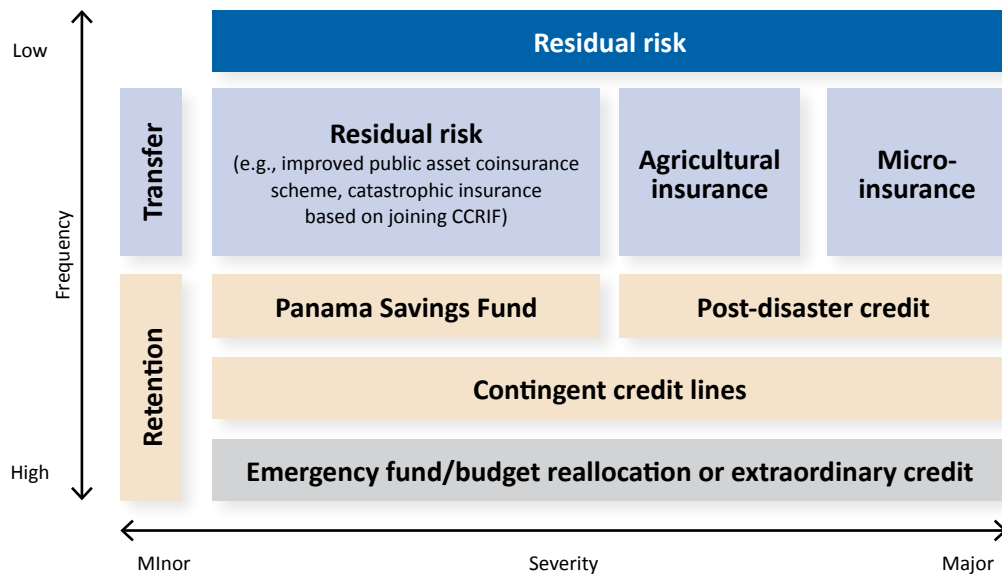 Low
Residual risk
Transfer
Residual risk
(e.g., improved public asset coinsurance
scheme, catastrophic insurance
based on joining CCRIF)
Agricultural
insurance
Micro-
insurance
Frequency
Retention
Panama Savings Fund
Post-disaster credit
Contingent credit lines
High
Emergency fund/budget reallocation or extraordinary credit
MInor
Severity
Major